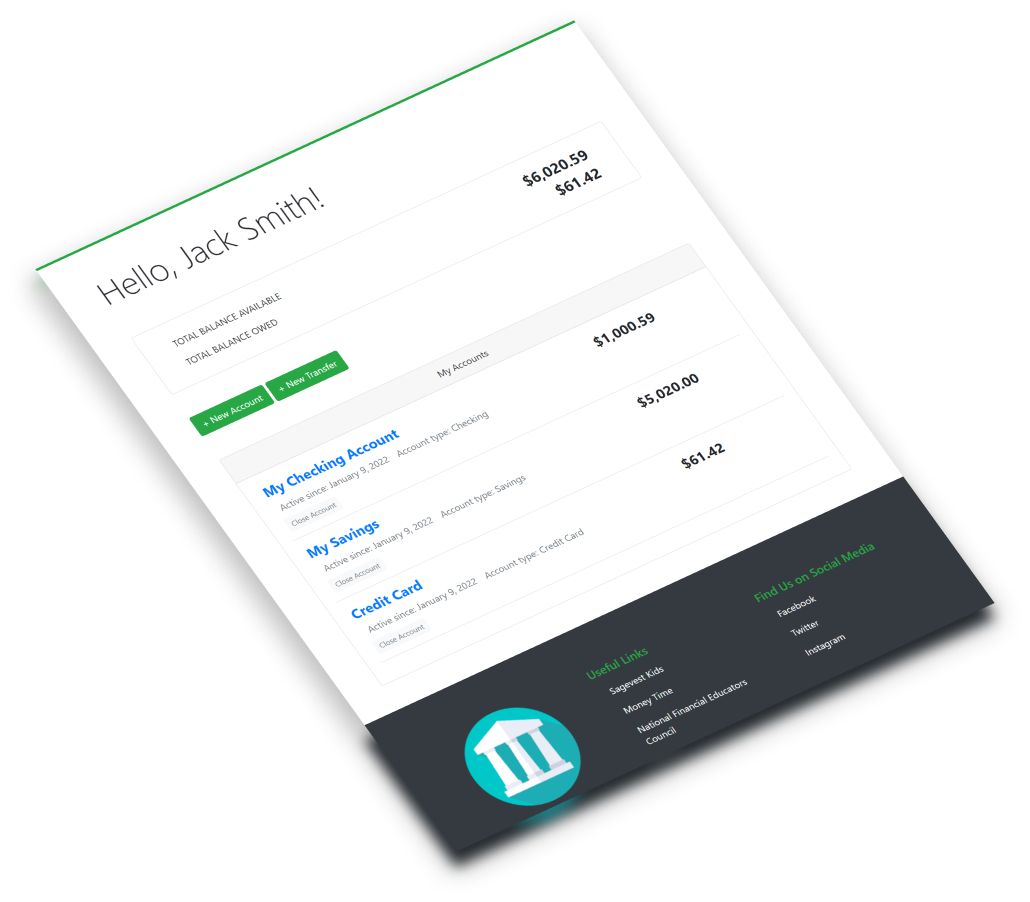 Hello, Jack Smith!
TOTAL BALANCE AVAILABLE $6,020.59
TOTAL BALANCE OWED $61.42
+ New Account + New Transfer
My Accounts
My Checking Account $1,000.59
Active since: January 9, 2022 Account type: Checking
Close Account
My Savings $5,020.00
Active since: January 9, 2022 Account type: Savings
Close Account
Credit Card $61.42
Active since: January 9, 2022 Account type: Credit Card
Close Account
Useful Links
Sagevest Kids
Money Time
National Financial Educators
Council
Find Us on Social Media
Facebook
Twitter
Instagram